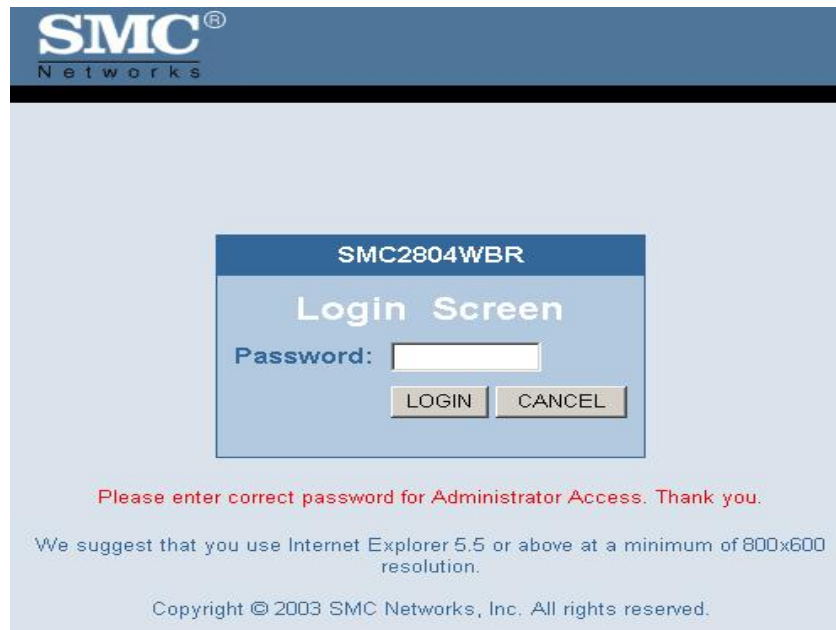 SMC®
Networks
SMC2804WBR
Login Screen
Password:
LOGIN CANCEL
Please enter correct password for Administrator Access. Thank you.
We suggest that you use Internet Explorer 5.5 or above at a minimum of 800x600
resolution.
Copyright © 2003 SMC Networks, Inc. All rights reserved.